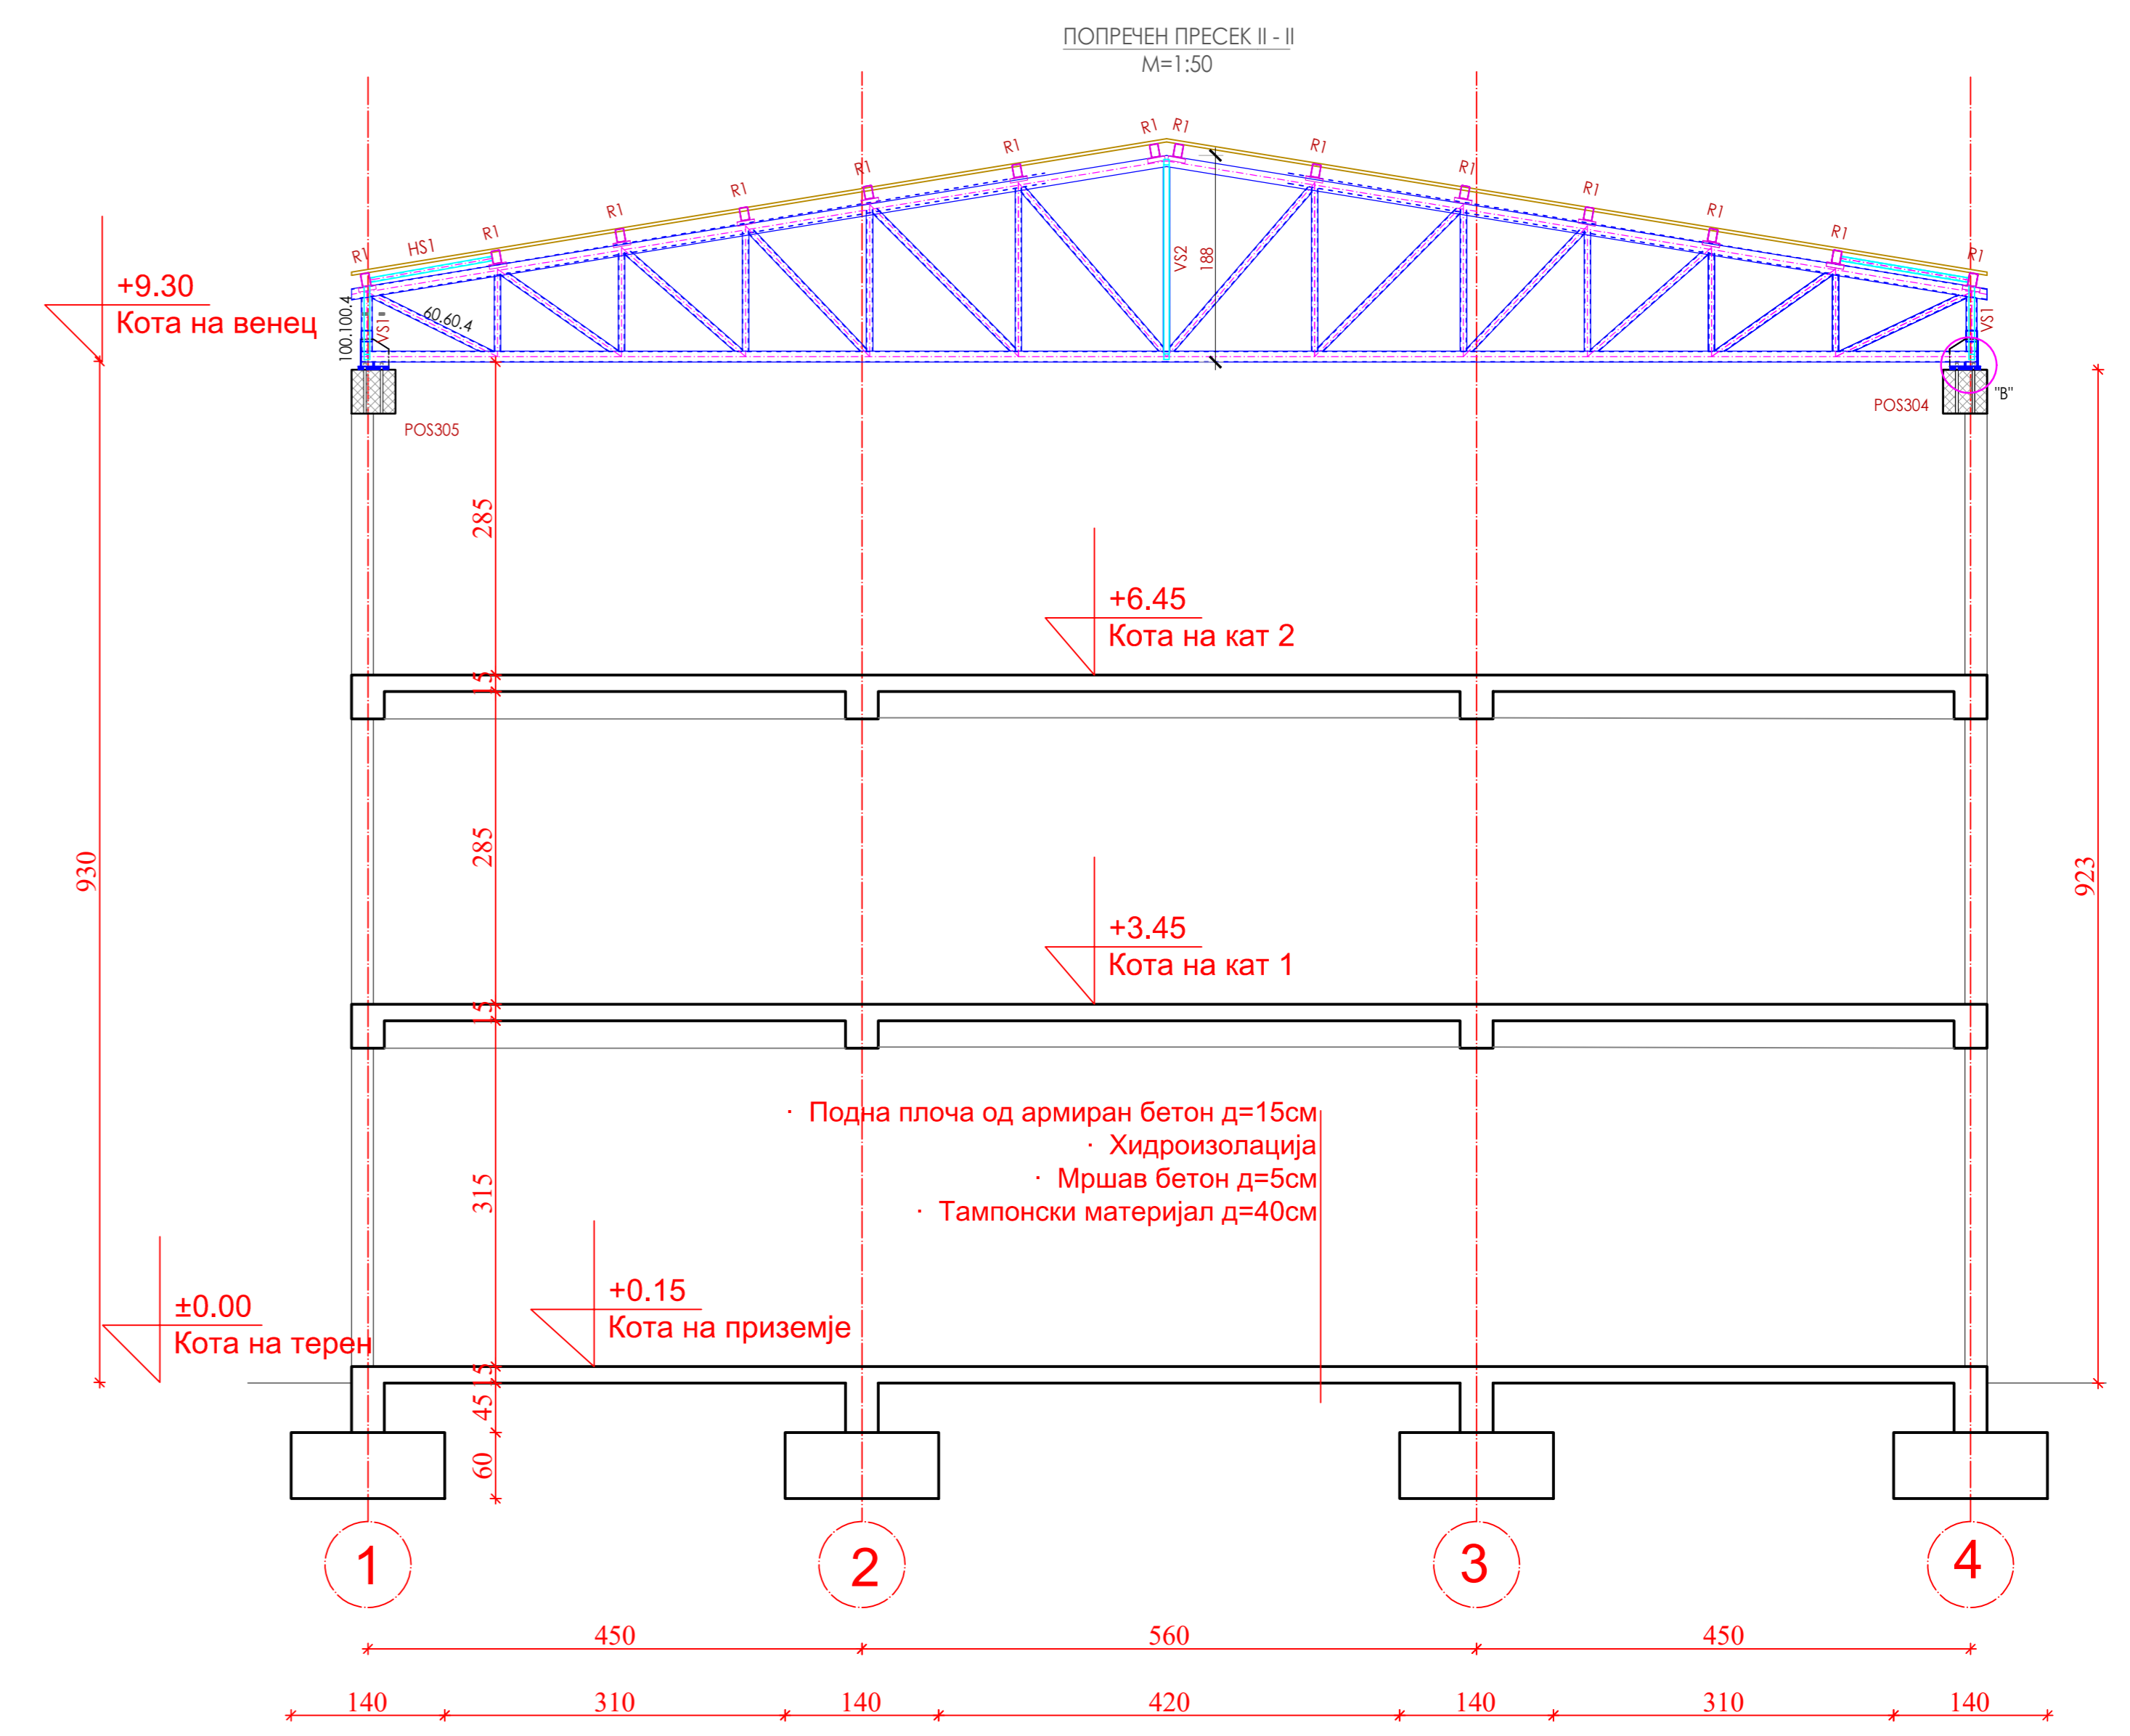 ПОПРЕЧЕН ПРЕСЕК II - II
М=1:50
R1 R1
R1 R1
R1 R1
R1 R1
R1 R1
R1 HS1 R1 R1 R1
+9.30
Кота на венец
100.100.4
VS1
60.60.4
VS2
188
VS1
"B"
POS305
POS304
285
+6.45
Кота на кат 2
15
285
930
923
+3.45
Кота на кат 1
15
· Подна плоча од армиран бетон д=15см
· Хидроизолација
· Мршав бетон д=5см
· Тампонски материјал д=40см
315
+0.15
Кота на приземје
±0.00
Кота на терен
15
45
60
1 2 3 4
450 560 450
140 310 140 420 140 310 140